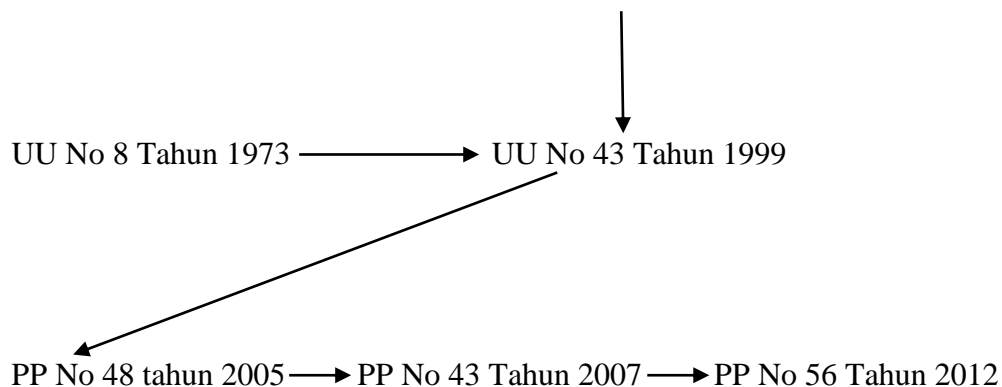 UU No 8 Tahun 1973 UU No 43 Tahun 1999
PP No 48 tahun 2005 PP No 43 Tahun 2007 PP No 56 Tahun 2012